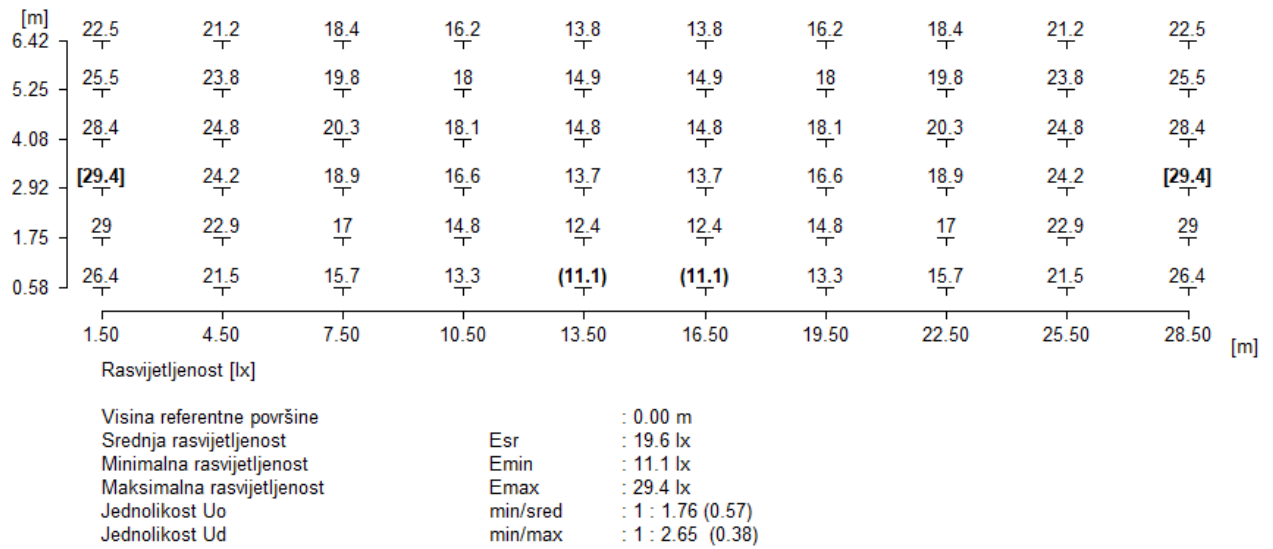 [m]
22.5 21.2 18.4 16.2 13.8 13.8 16.2 18.4 21.2 22.5
6.42
25.5 23.8 19.8 18 14.9 14.9 18 19.8 23.8 25.5
5.25
28.4 24.8 20.3 18.1 14.8 14.8 18.1 20.3 24.8 28.4
4.08
[29.4] 24.2 18.9 16.6 13.7 13.7 16.6 18.9 24.2 [29.4]
2.92
29 22.9 17 14.8 12.4 12.4 14.8 17 22.9 29
1.75
26.4 21.5 15.7 13.3 (11.1) (11.1) 13.3 15.7 21.5 26.4
0.58
1.50 4.50 7.50 10.50 13.50 16.50 19.50 22.50 25.50 28.50
[m]
Rasvijetljenost [lx]
Visina referentne površine : 0.00 m
Srednja rasvijetljenost Esr : 19.6 lx
Minimalna rasvijetljenost Emin : 11.1 lx
Maksimalna rasvijetljenost Emax : 29.4 lx
Jednolikost Uo min/sred : 1 : 1.76 (0.57)
Jednolikost Ud min/max : 1 : 2.65 (0.38)